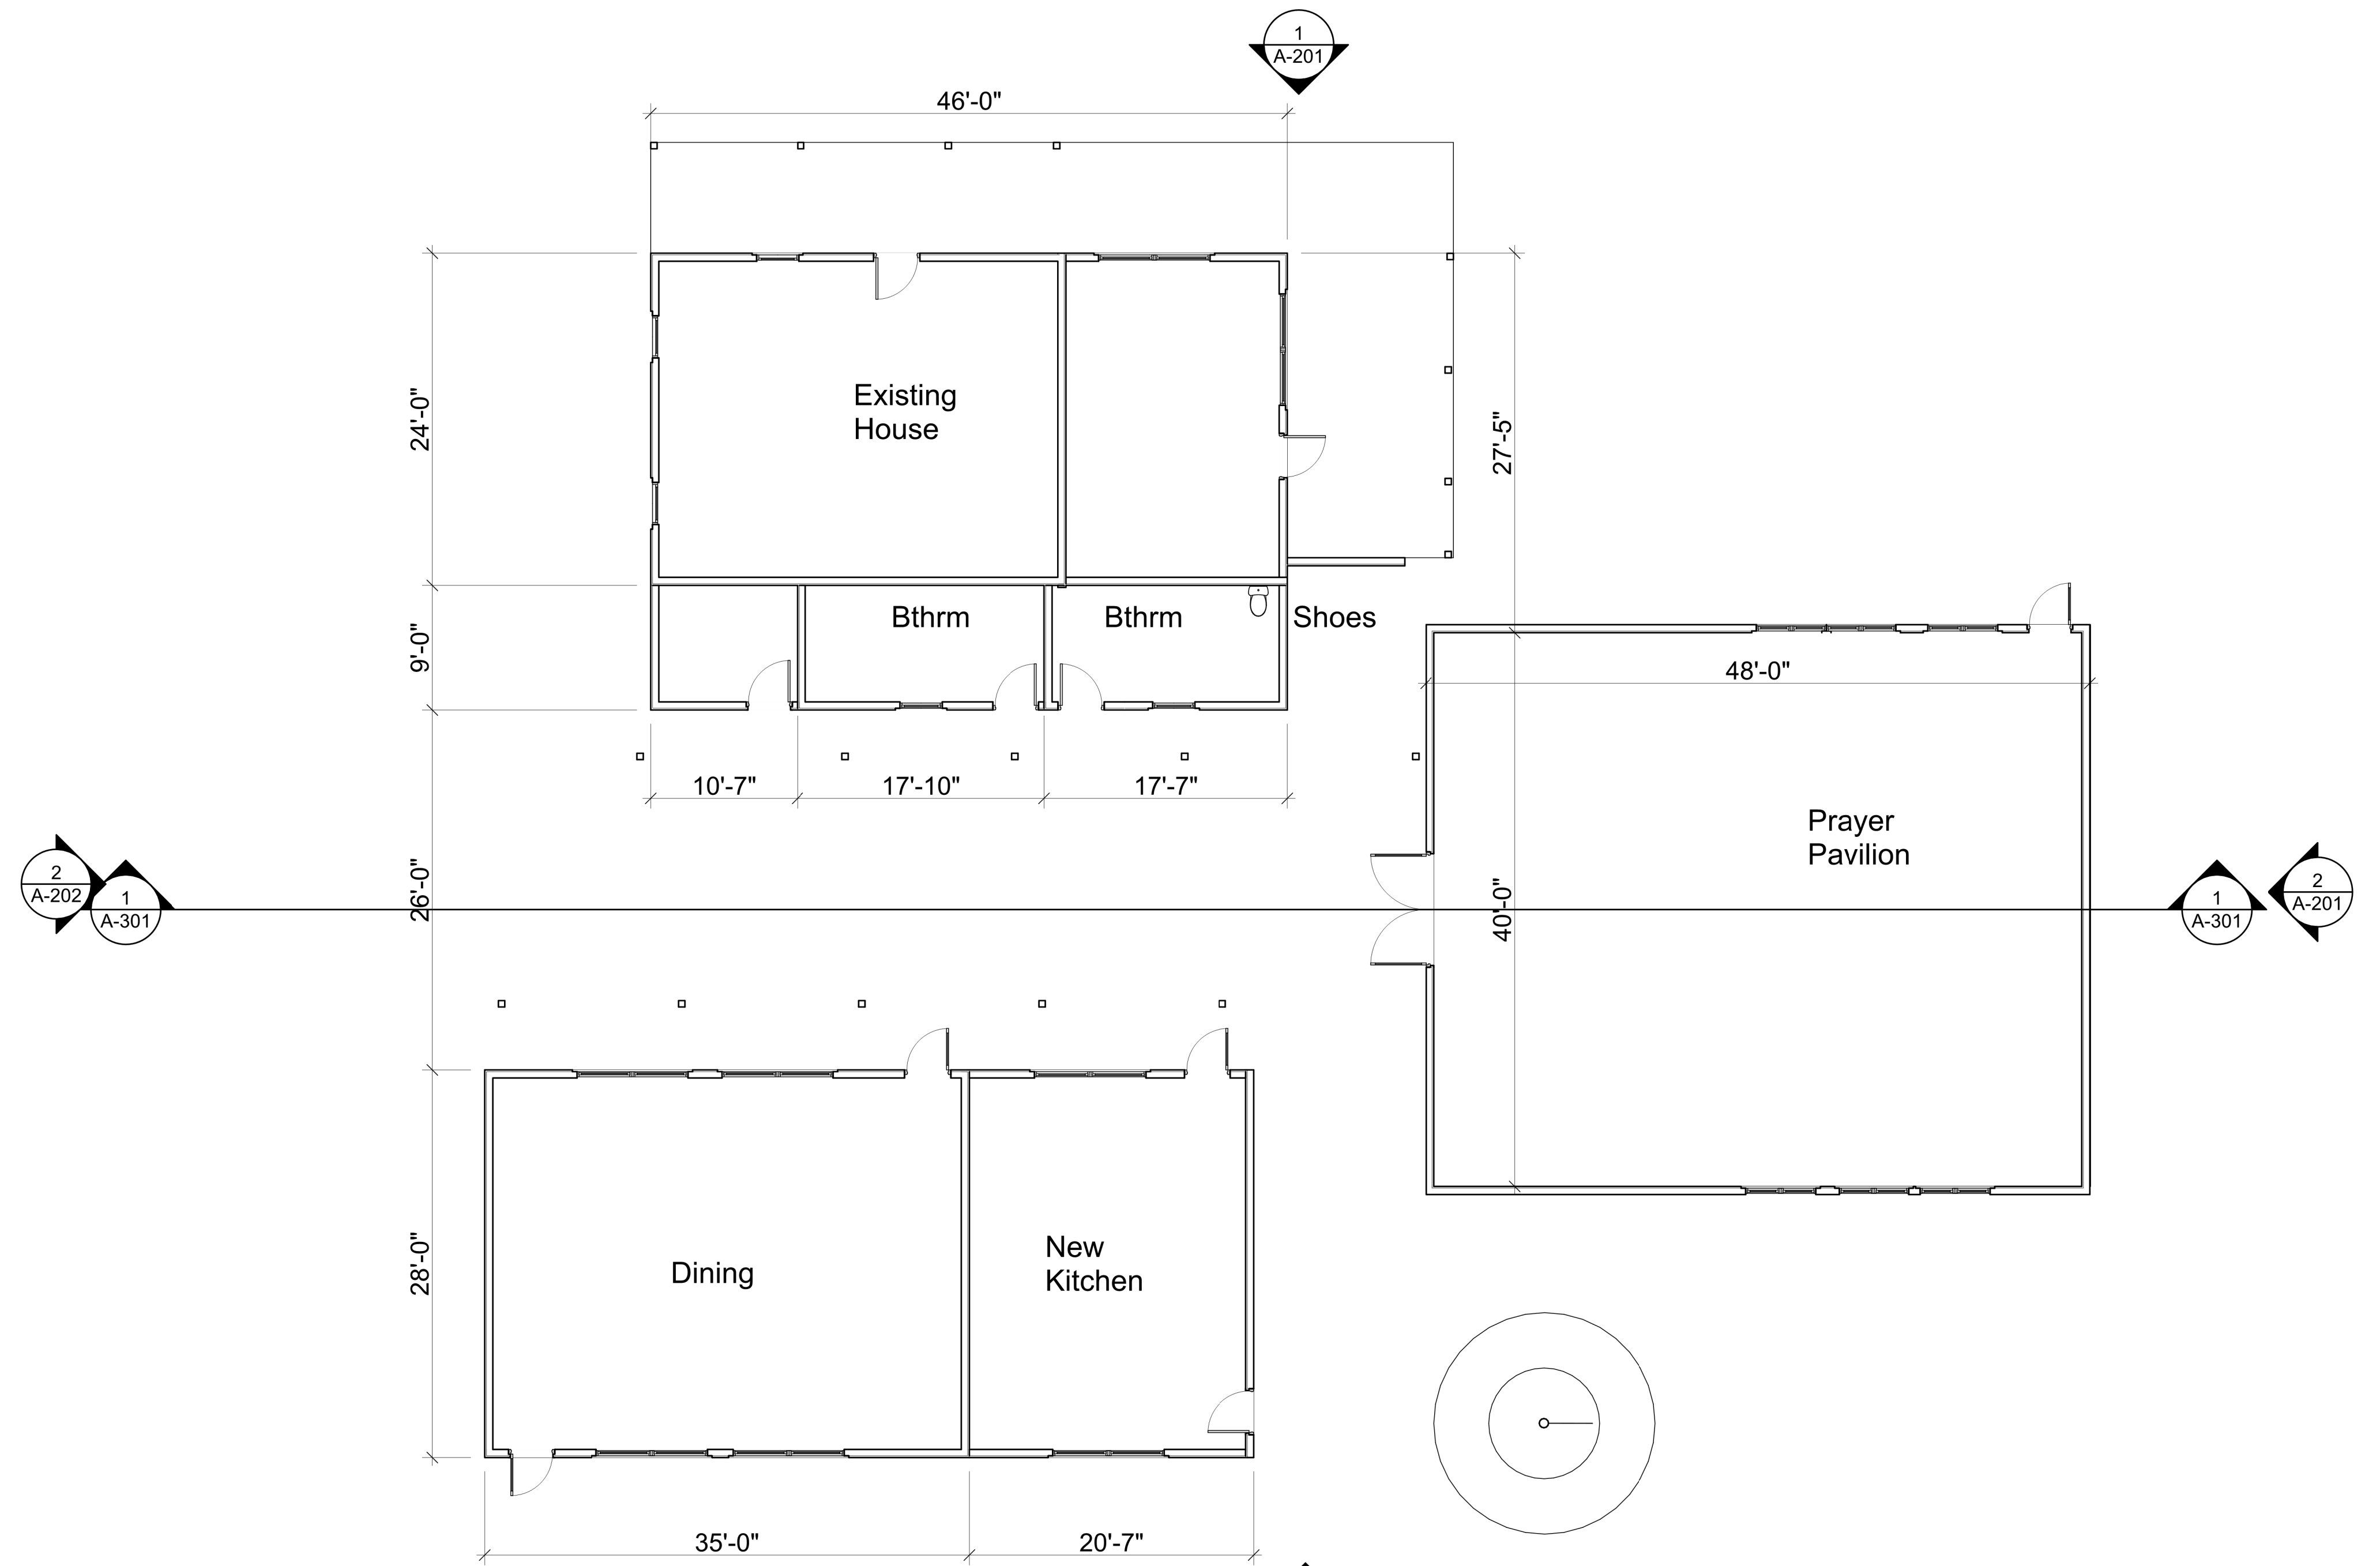 1
A-201
46'-0"
24'-0"
Existing
House
27'-5"
9'-0"
Bthrm
Bthrm
Shoes
48'-0"
10'-7"
17'-10"
17'-7"
Prayer
Pavilion
2
A-202
1
A-301
26'-0"
40'-0"
1
A-301
2
A-201
28'-0"
Dining
New
Kitchen
35'-0"
20'-7"